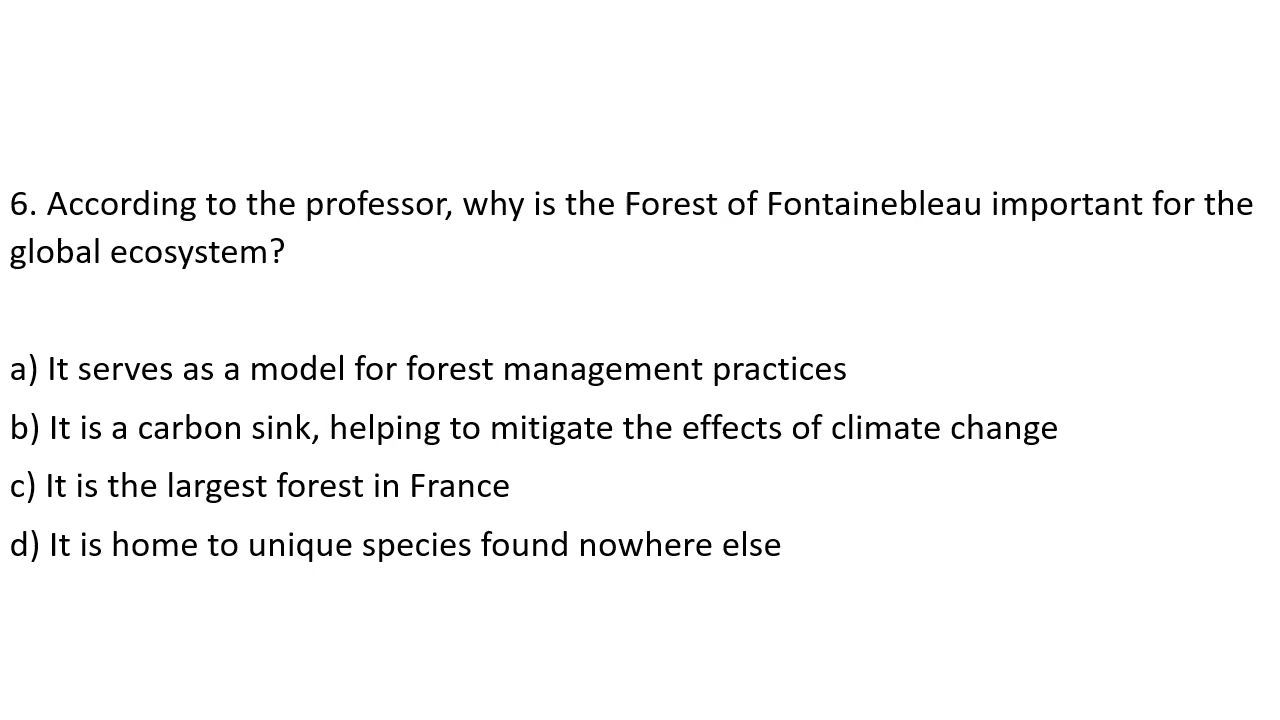 6. According to the professor, why is the Forest of Fontainebleau important for the
global ecosystem?
a) It serves as a model for forest management practices
b) It is a carbon sink, helping to mitigate the effects of climate change
c) It is the largest forest in France
d) It is home to unique species found nowhere else